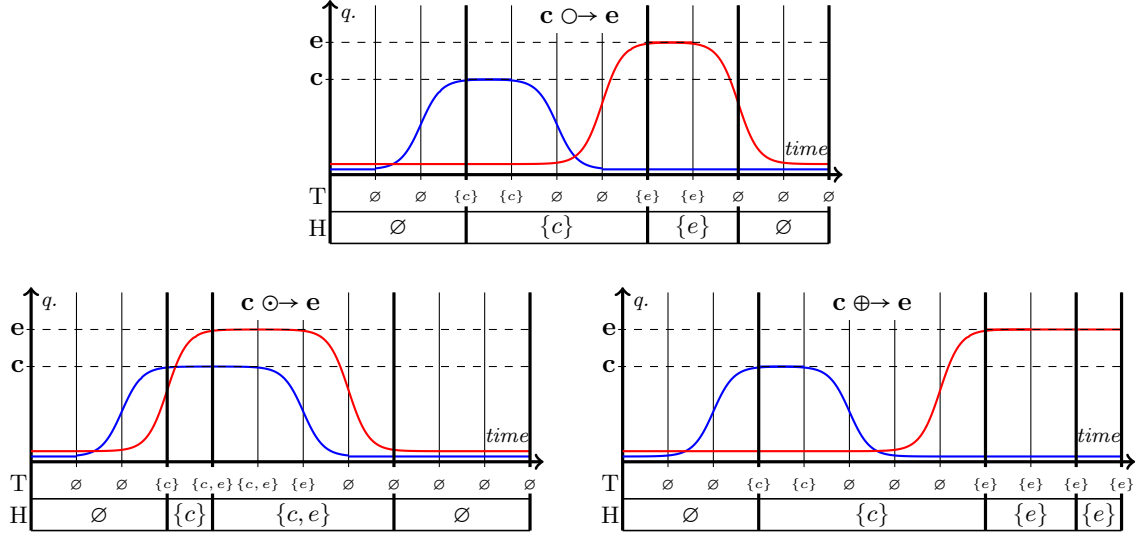 q. c ○→ e
e
c
time
T ∅ ∅ {c} {c} ∅ ∅ {e} {e} ∅ ∅ ∅
H ∅ {c} {e} ∅
q. c ⊙→ e
e
c
time
T ∅ ∅ {c} {c, e} {c, e} {e} ∅ ∅ ∅ ∅ ∅
H ∅ {c} {c, e} ∅
q. c ⊕→ e
e
c
time
T ∅ ∅ {c} {c} ∅ ∅ ∅ {e} {e} {e} {e}
H ∅ {c} {e} {e}